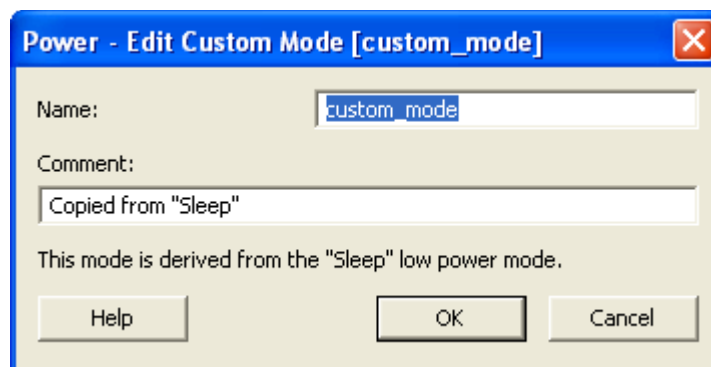 Power - Edit Custom Mode [custom_mode]
Name:
custom_mode
Comment:
Copied from "Sleep"
This mode is derived from the "Sleep" low power mode.
Help
OK
Cancel